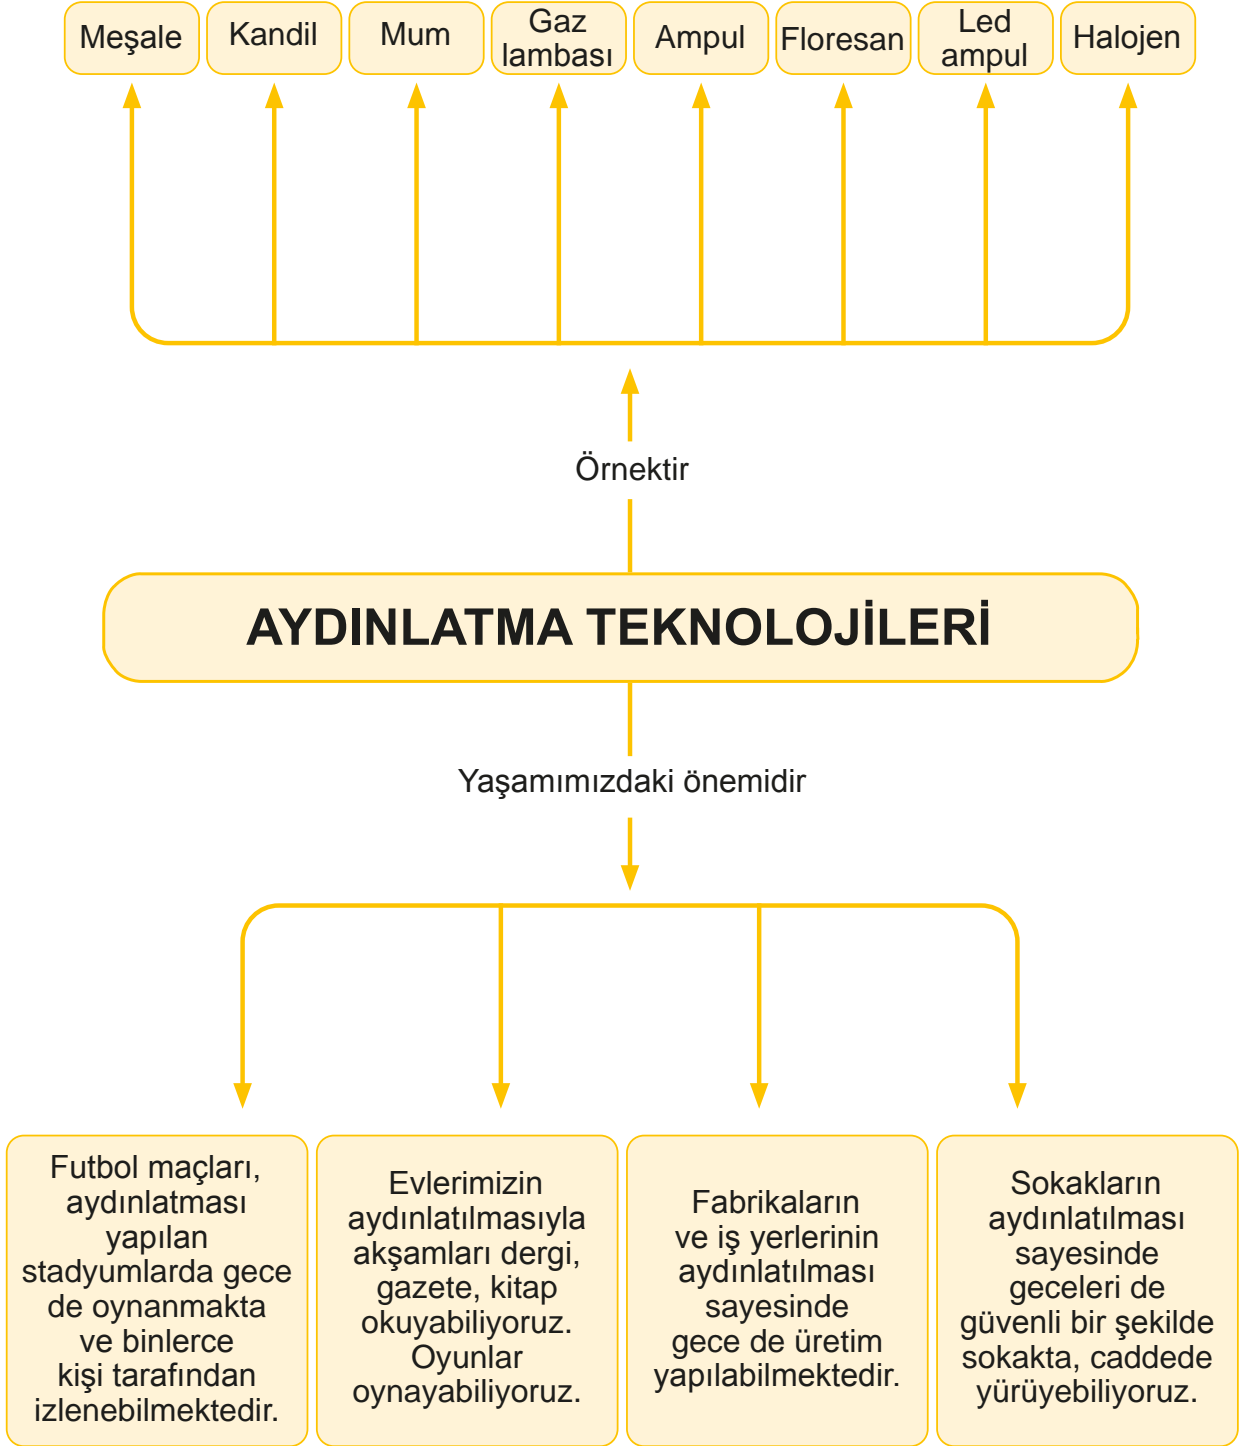 Meşale
Kandil
Mum
Gaz
lambası
Ampul
Floresan
Led
ampul
Halojen
Örnektir
AYDINLATMA TEKNOLOJİLERİ
Yaşamımızdaki önemidir
Futbol maçları,
aydınlatması
yapılan
stadyumlarda gece
de oynanmakta
ve binlerce
kişi tarafından
izlenebilmektedir.
Evlerimizin
aydınlatılmasıyla
akşamları dergi,
gazete, kitap
okuyabiliyoruz.
Oyunlar
oynayabiliyoruz.
Fabrikaların
ve iş yerlerinin
aydınlatılması
sayesinde
gece de üretim
yapılabilmektedir.
Sokakların
aydınlatılması
sayesinde
geceleri de
güvenli bir şekilde
sokakta, caddede
yürüyebiliyoruz.